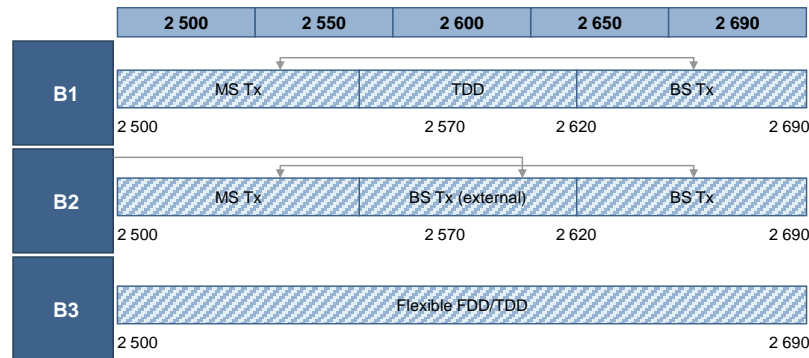 2 500 2 550 2 600 2 650 2 690
B1
MS Tx TDD BS Tx
2 500 2 570 2 620 2 690
B2
MS Tx BS Tx (external) BS Tx
2 500 2 570 2 620 2 690
B3
Flexible FDD/TDD
2 500 2 690